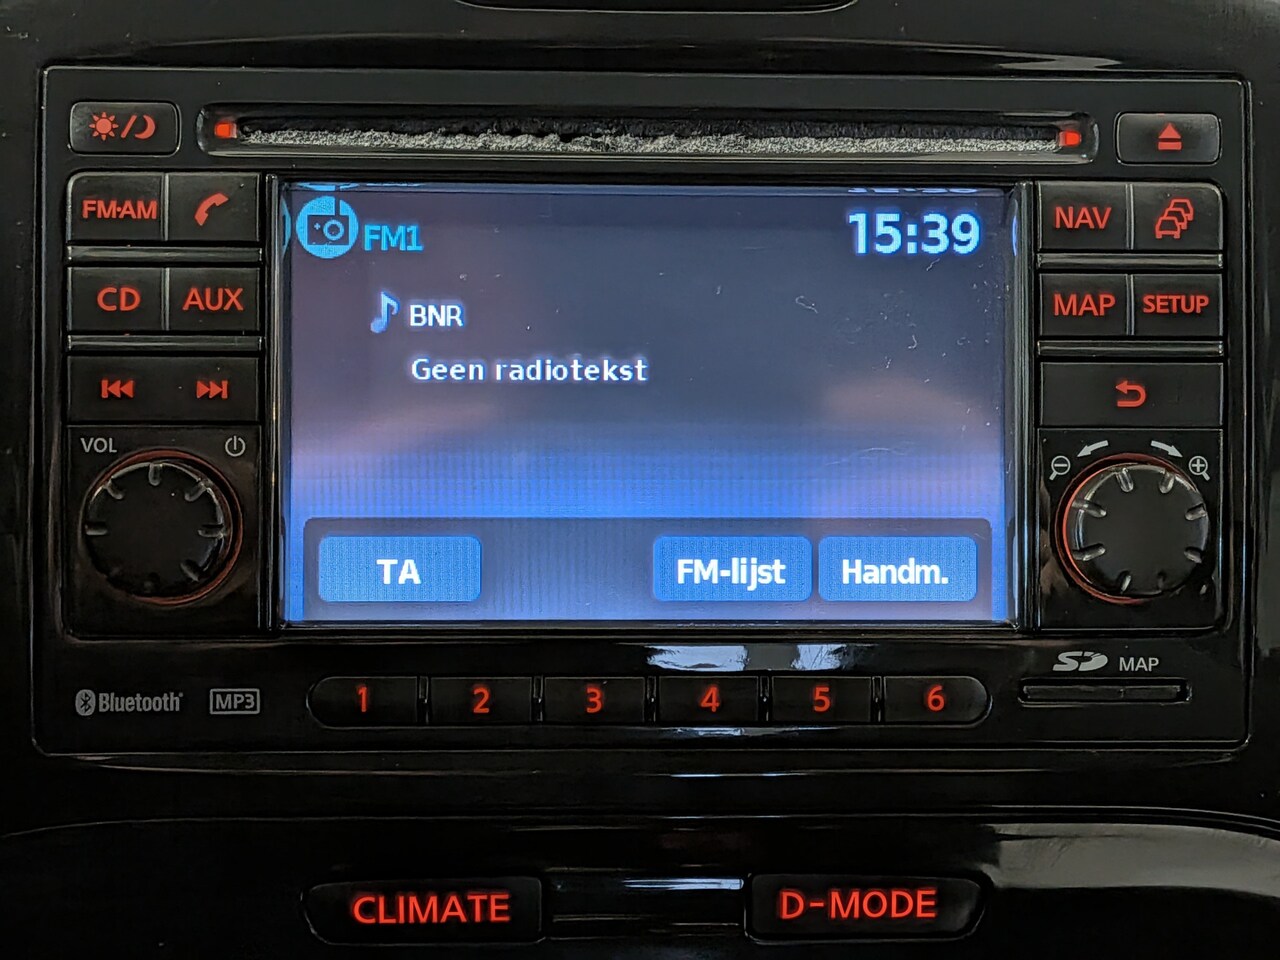 FM·AM
CD
AUX
VOL
FM1
15:39
BNR
Geen radiotekst
TA
FM-lijst
Handm.
NAV
MAP
SETUP
Bluetooth
MP3
1
2
3
4
5
6
SD
MAP
CLIMATE
D-MODE